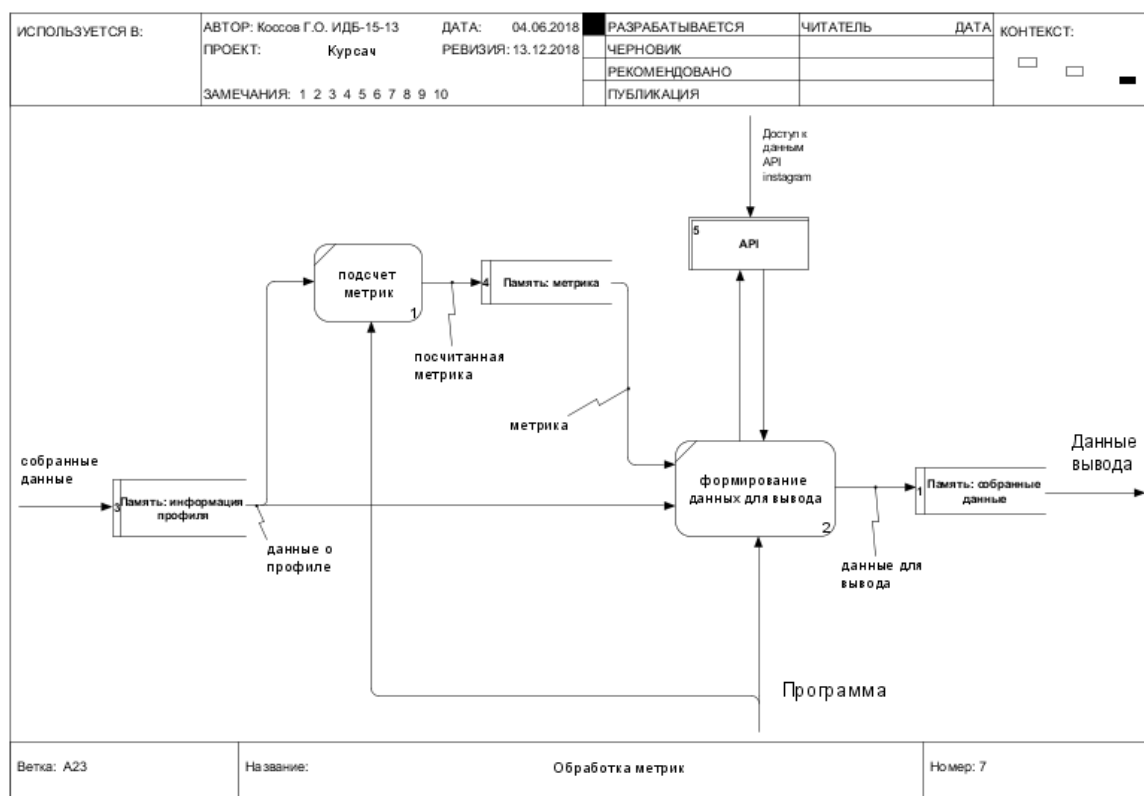 ИСПОЛЬЗУЕТСЯ В:
АВТОР: Коссов Г.О. ИДБ-15-13
ДАТА: 04.06.2018
РАЗРАБАТЫВАЕТСЯ
ЧИТАТЕЛЬ
ДАТА
КОНТЕКСТ:
ПРОЕКТ: Курсач
РЕВИЗИЯ: 13.12.2018
ЧЕРНОВИК
РЕКОМЕНДОВАНО
ЗАМЕЧАНИЯ: 1 2 3 4 5 6 7 8 9 10
ПУБЛИКАЦИЯ
Доступ к
данным
API
instagram
5
API
подсчет
метрик
1
4
Память: метрика
посчитанная
метрика
метрика
собранные
данные
3
Память: информация
профиля
данные о
профиле
формирование
данных для вывода
2
1
Память: собранные
данные
Данные
вывода
данные для
вывода
Программа
Ветка: A23
Название:
Обработка метрик
Номер: 7